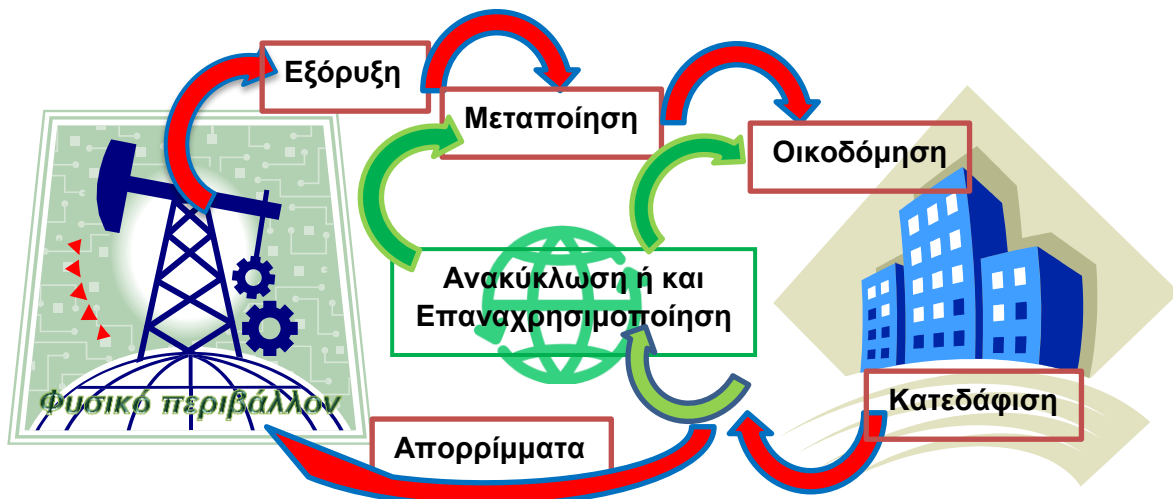 Εξόρυξη
Μεταποίηση
Οικοδόμηση
Ανακύκλωση ή και
Επαναχρησιμοποίηση
Φυσικό περιβάλλον
Κατεδάφιση
Απορρίμματα